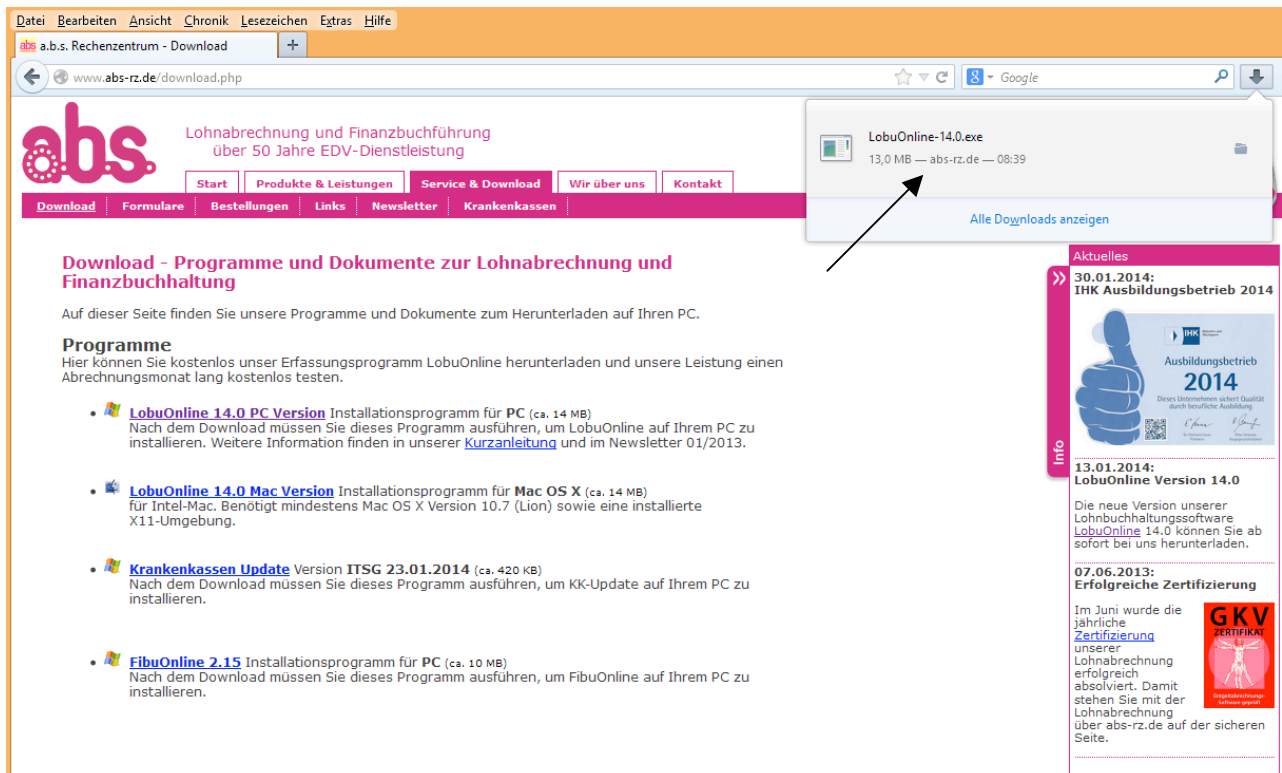 Datei Bearbeiten Ansicht Chronik Lesezeichen Extras Hilfe
abs a.b.s. Rechenzentrum - Download +
www.abs-rz.de/download.php
8 Google
LobuOnline-14.0.exe
13,0 MB — abs-rz.de — 08:39
Alle Downloads anzeigen
a.b.s.
Lohnabrechnung und Finanzbuchführung
über 50 Jahre EDV-Dienstleistung
Start Produkte & Leistungen Service & Download Wir über uns Kontakt
Download Formulare Bestellungen Links Newsletter Krankenkassen
Download - Programme und Dokumente zur Lohnabrechnung und
Finanzbuchhaltung
Auf dieser Seite finden Sie unsere Programme und Dokumente zum Herunterladen auf Ihren PC.
Programme
Hier können Sie kostenlos unser Erfassungsprogramm LobuOnline herunterladen und unsere Leistung einen
Abrechnungsmonat lang kostenlos testen.
• LobuOnline 14.0 PC Version Installationsprogramm für PC (ca. 14 MB)
Nach dem Download müssen Sie dieses Programm ausführen, um LobuOnline auf Ihrem PC zu
installieren. Weitere Information finden in unserer Kurzanleitung und im Newsletter 01/2013.
• LobuOnline 14.0 Mac Version Installationsprogramm für Mac OS X (ca. 14 MB)
für Intel-Mac. Benötigt mindestens Mac OS X Version 10.7 (Lion) sowie eine installierte
X11-Umgebung.
• Krankenkassen Update Version ITSG 23.01.2014 (ca. 420 KB)
Nach dem Download müssen Sie dieses Programm ausführen, um KK-Update auf Ihrem PC zu
installieren.
• FibuOnline 2.15 Installationsprogramm für PC (ca. 10 MB)
Nach dem Download müssen Sie dieses Programm ausführen, um FibuOnline auf Ihrem PC zu
installieren.
Info
Aktuelles
30.01.2014:
IHK Ausbildungsbetrieb 2014
IHK
Ausbildungsbetrieb
2014
Dieses Unternehmen sichert Qualität
durch berufliche Ausbildung
13.01.2014:
LobuOnline Version 14.0
Die neue Version unserer
Lohnbuchhaltungssoftware
LobuOnline 14.0 können Sie ab
sofort bei uns herunterladen.
07.06.2013:
Erfolgreiche Zertifizierung
Im Juni wurde die
jährliche
Zertifizierung
unserer
Lohnabrechnung
erfolgreich
absolviert. Damit
stehen Sie mit der
Lohnabrechnung
über abs-rz.de auf der sicheren
Seite.
GKV
ZERTIFIKAT
Entgeltabrechnungs-
Software geprüft